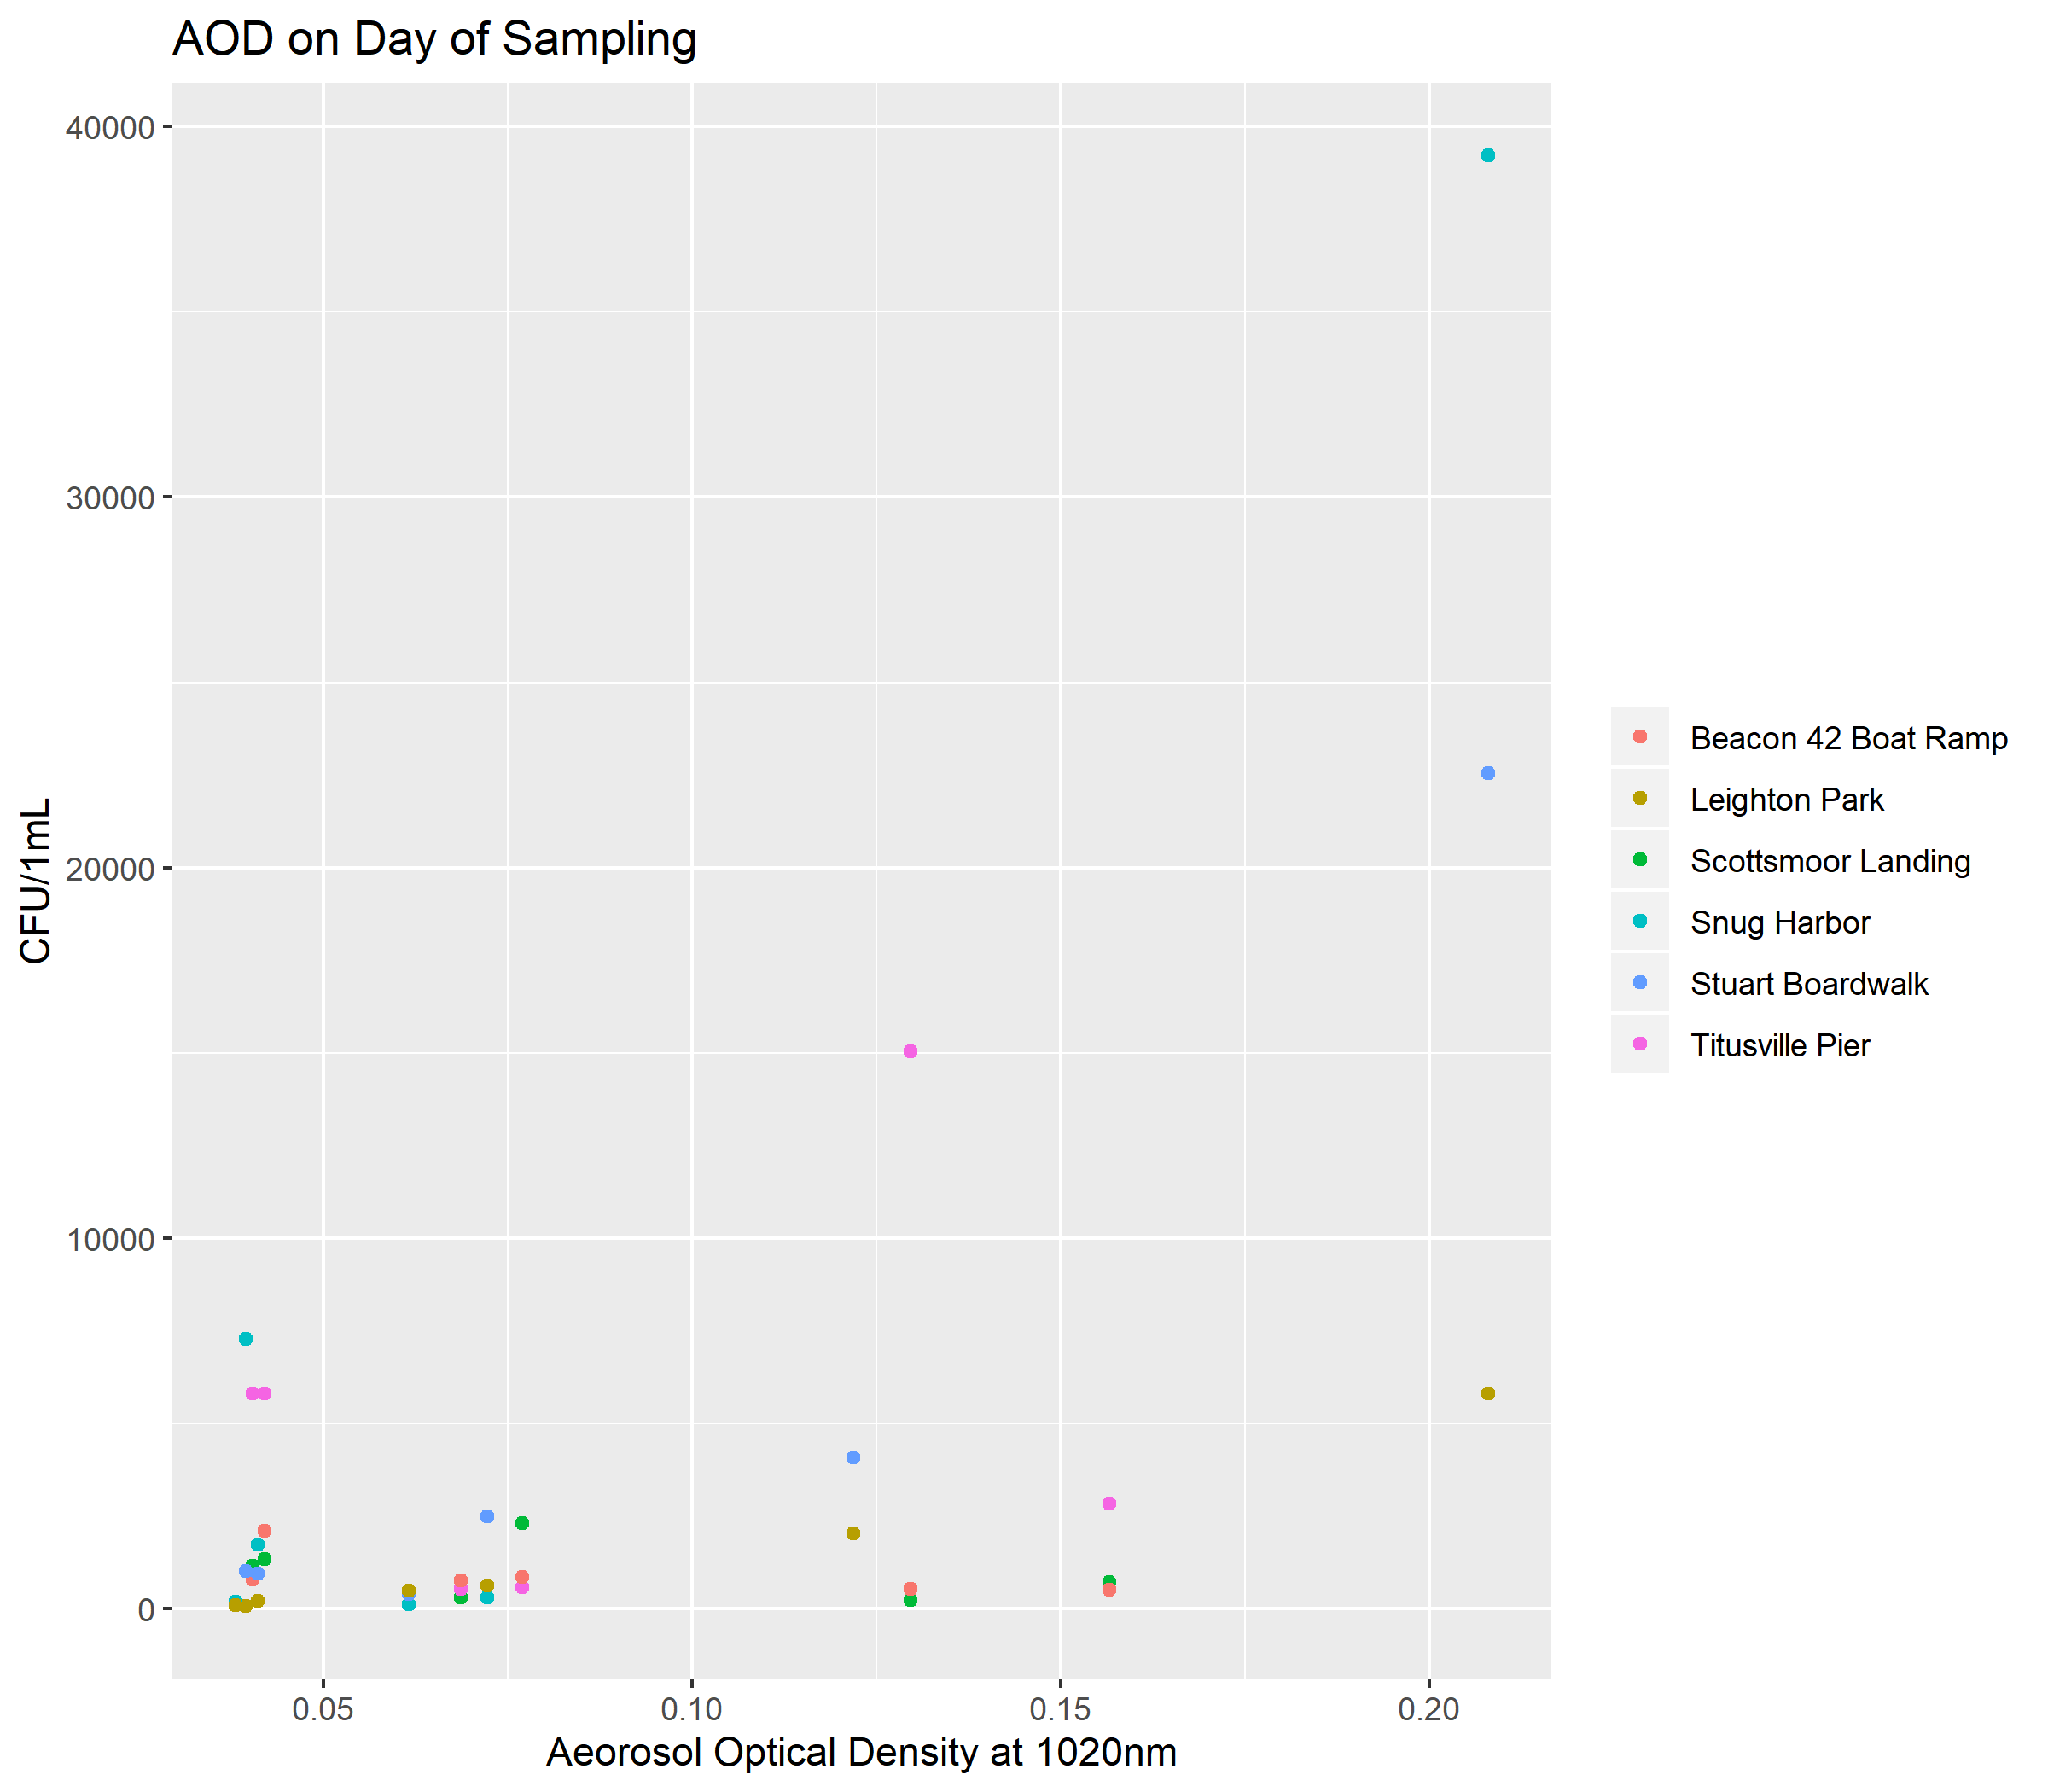 AOD on Day of Sampling
40000
30000
20000
10000
0
CFU/1mL
0.05
0.10
0.15
0.20
Aeorosol Optical Density at 1020nm
Beacon 42 Boat Ramp
Leighton Park
Scottsmoor Landing
Snug Harbor
Stuart Boardwalk
Titusville Pier